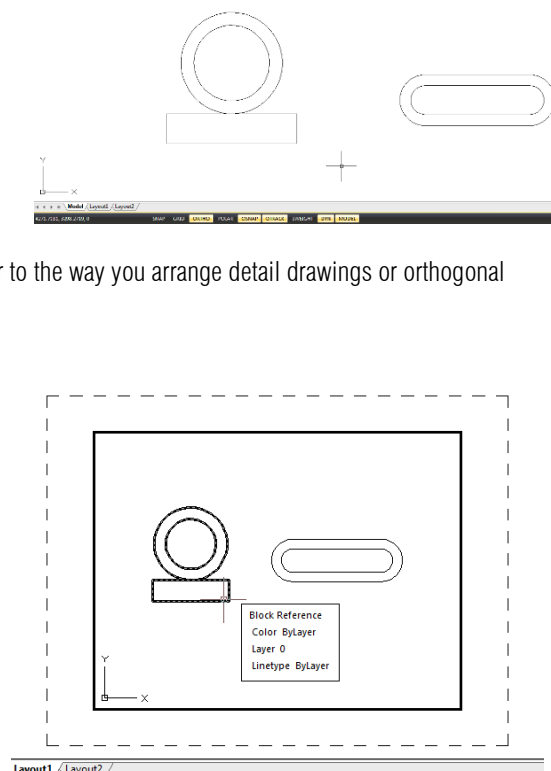 Y
X
Model Layout1 Layout2
SNAP GRID ORTHO POLAR OSNAP OTRACK DYN MODEL
r to the way you arrange detail drawings or orthogonal
Block Reference
Color ByLayer
Layer 0
Linetype ByLayer
Y
X
Layout1 Layout2